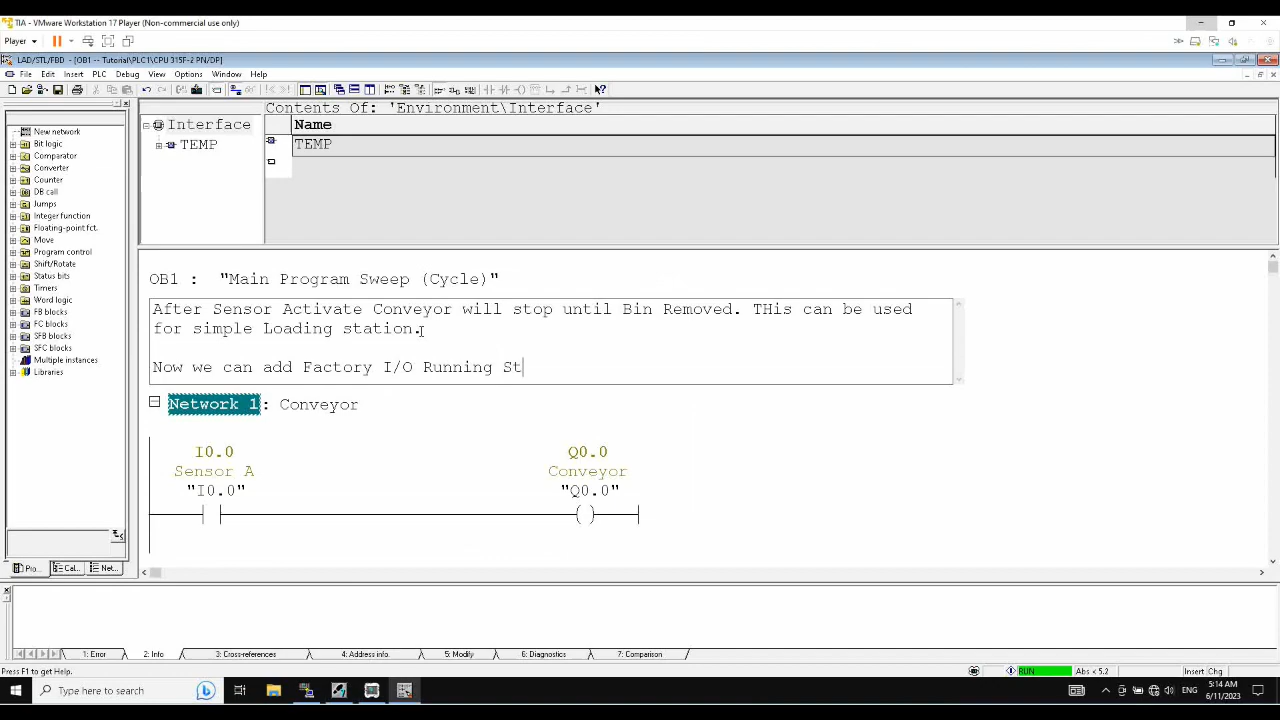 TIA - VMware Workstation 17 Player (Non-commercial use only)
Player
LAD/STL/FBD - [OB1 -- Tutorial\PLC1\CPU 315F-2 PN/DP]
File Edit Insert PLC Debug View Options Window Help
Contents Of: 'Environment\Interface'
Interface
Name
TEMP
TEMP
New network
Bit logic
Comparator
Converter
Counter
DB call
Jumps
Integer function
Floating-point fct.
Move
Program control
Shift/Rotate
Status bits
Timers
Word logic
FB blocks
FC blocks
SFB blocks
SFC blocks
Multiple instances
Libraries
OB1 : "Main Program Sweep (Cycle)"
After Sensor Activate Conveyor will stop until Bin Removed. THis can be used
for simple Loading station.
Now we can add Factory I/O Running St
Network 1: Conveyor
I0.0 Q0.0
Sensor A Conveyor
"I0.0" "Q0.0"
Pro... Cal... Net...
1: Error 2: Info 3: Cross-references 4: Address info. 5: Modify 6: Diagnostics 7: Comparison
Press F1 to get Help.
RUN Abs < 5.2 Insert Chg
Type here to search
ENG
5:14 AM
6/11/2023